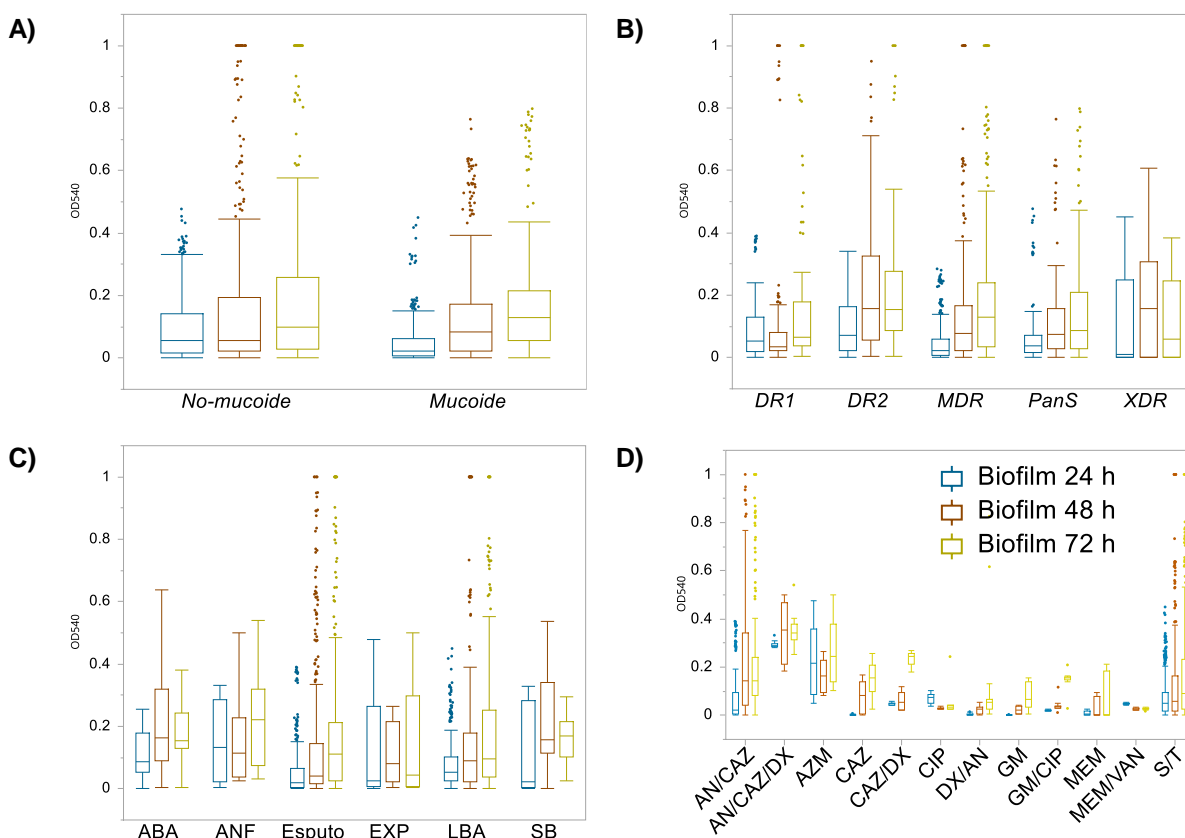 A)
1
0.8
0.6
0.4
0.2
0
OD540
No-mucoide Mucoide
B)
1
0.8
0.6
0.4
0.2
0
OD540
DR1 DR2 MDR PanS XDR
C)
1
0.8
0.6
0.4
0.2
0
OD540
ABA ANF Esputo EXP LBA SB
D)
1
0.8
0.6
0.4
0.2
0
OD540
Biofilm 24 h
Biofilm 48 h
Biofilm 72 h
AN/CAZ
AN/CAZ/DX
AZM
CAZ
CAZ/DX
CIP
DX/AN
GM
GM/CIP
MEM
MEM/VAN
S/T